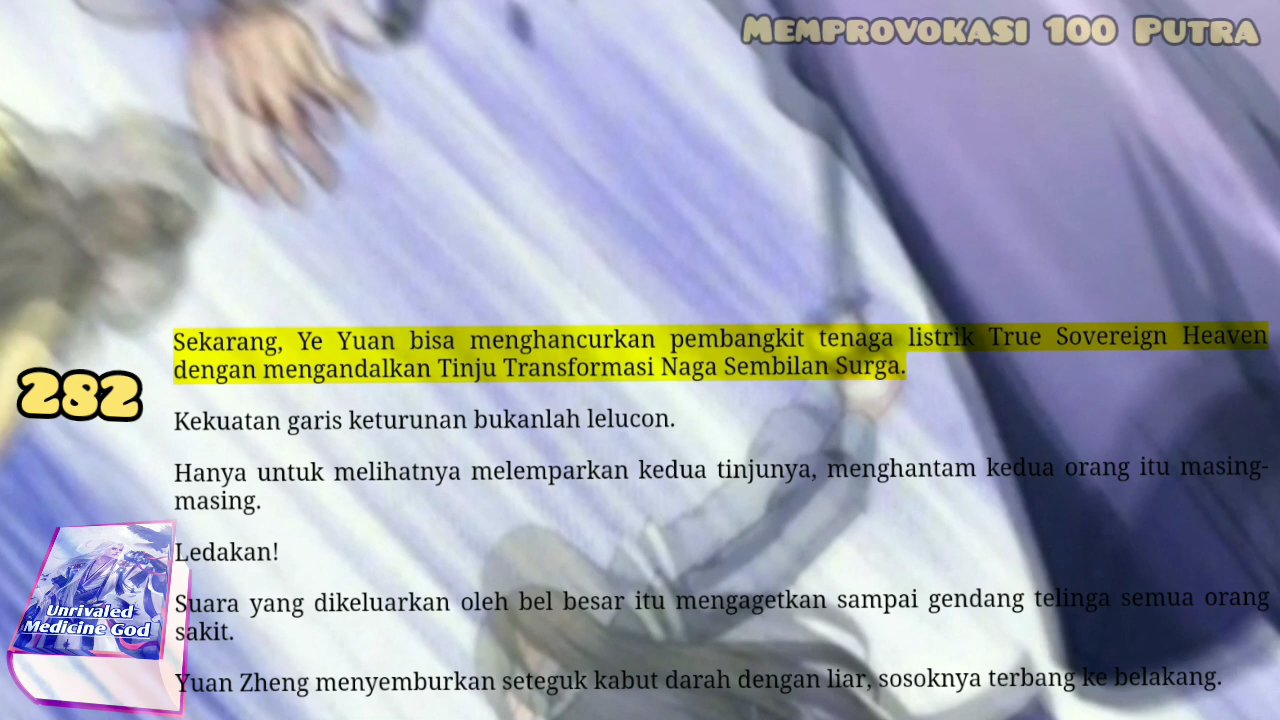 Memprovokasi 100 Putra
Sekarang, Ye Yuan bisa menghancurkan pembangkit tenaga listrik True Sovereign Heaven
dengan mengandalkan Tinju Transformasi Naga Sembilan Surga.
282
Kekuatan garis keturunan bukanlah lelucon.
Hanya untuk melihatnya melemparkan kedua tinjunya, menghantam kedua orang itu masing-
masing.
Ledakan!
Suara yang dikeluarkan oleh bel besar itu mengagetkan sampai gendang telinga semua orang
sakit.
Yuan Zheng menyemburkan seteguk kabut darah dengan liar, sosoknya terbang ke belakang.
Unrivaled
Medicine God